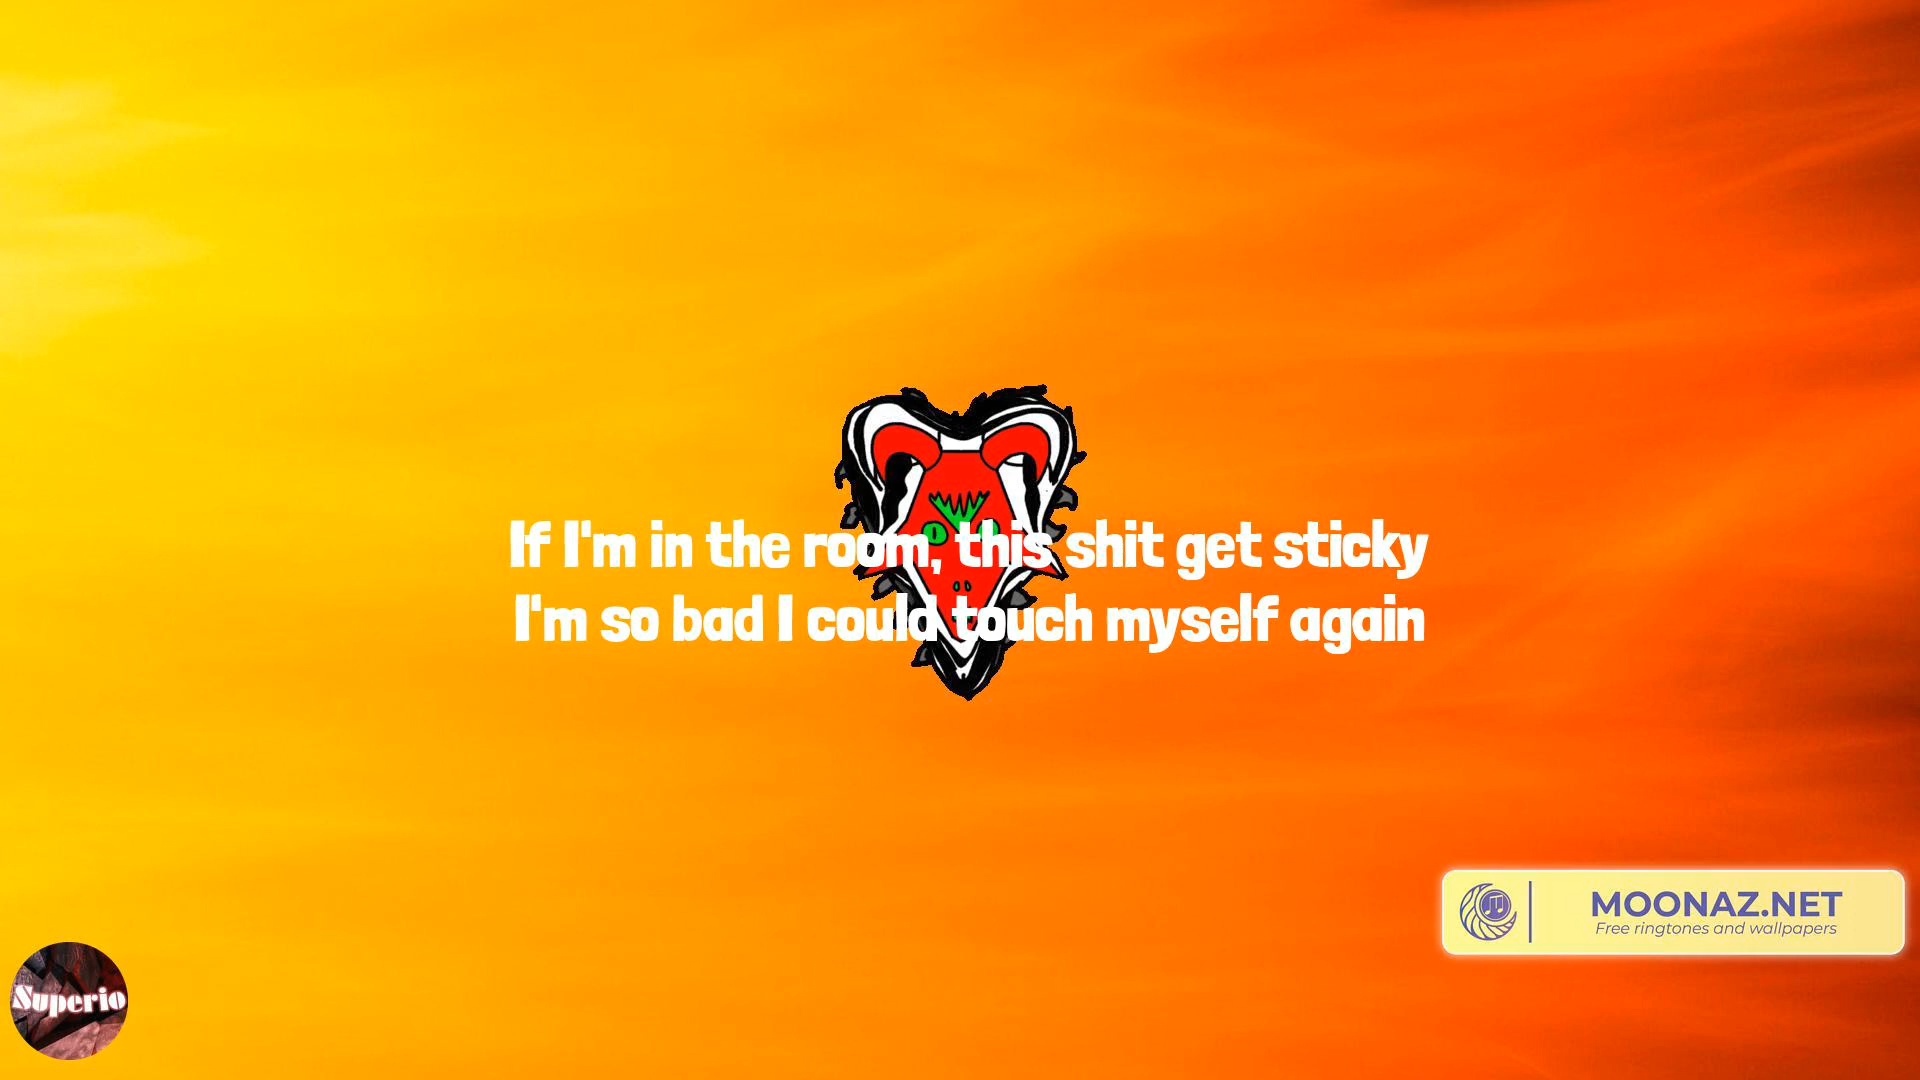 If I'm in the room, this shit get sticky
I'm so bad I could touch myself again
MOONAZ.NET
Free ringtones and wallpapers
Superio